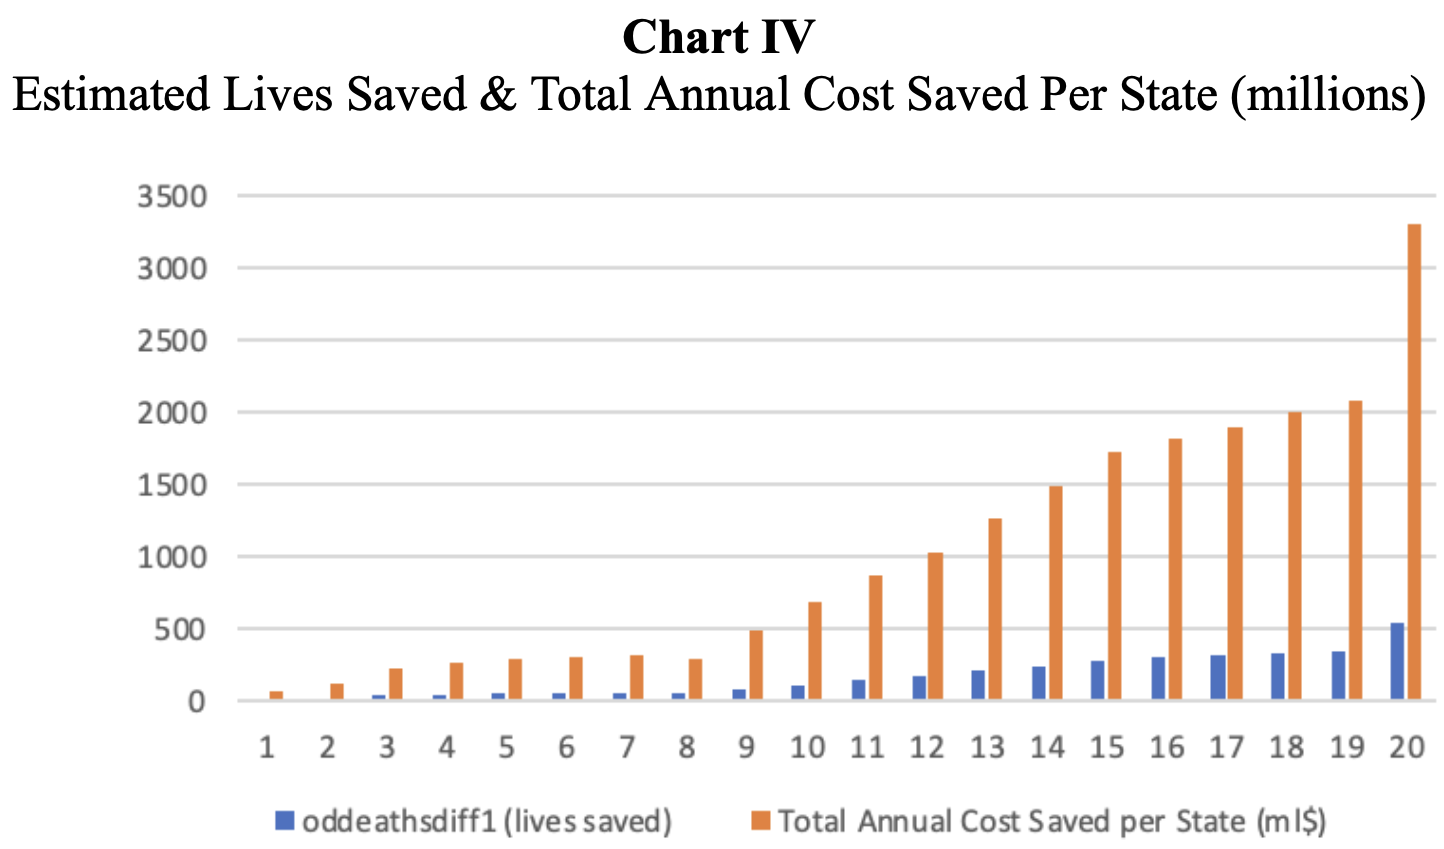 Chart IV
Estimated Lives Saved & Total Annual Cost Saved Per State (millions)
3500
3000
2500
2000
1500
1000
500
0
1 2 3 4 5 6 7 8 9 10 11 12 13 14 15 16 17 18 19 20
oddeathsdiff1 (lives saved) Total Annual Cost Saved per State (ml$)